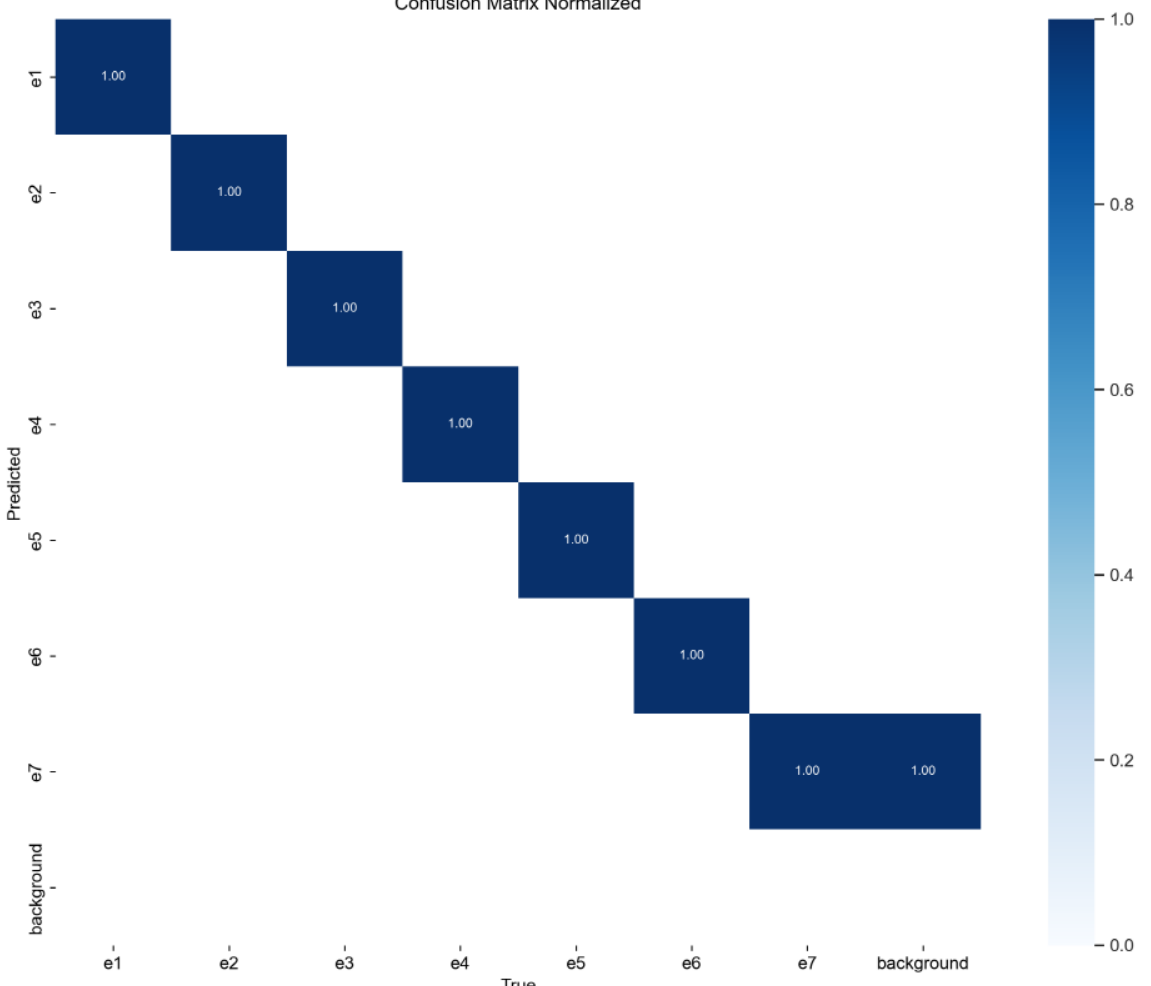 Confusion Matrix Normalized
1.0
e1
1.00
e2
1.00
0.8
e3
1.00
0.6
e4
1.00
Predicted
e5
1.00
0.4
e6
1.00
e7
1.00 1.00
0.2
background
0.0
e1 e2 e3 e4 e5 e6 e7 background
True